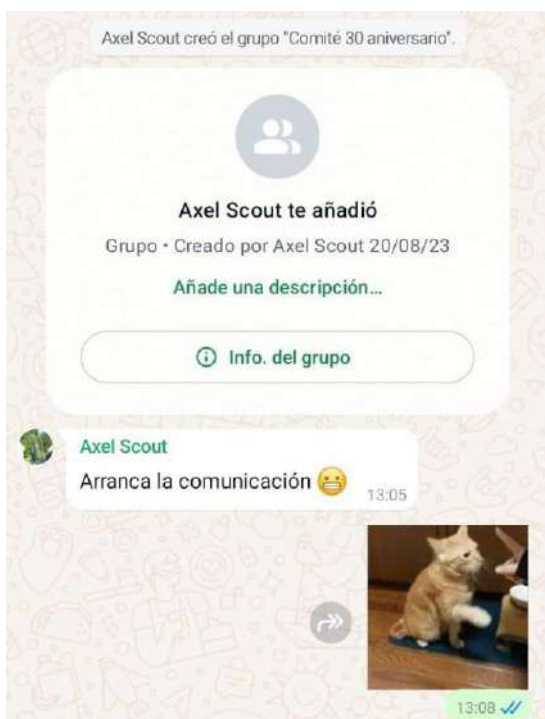 Axel Scout creó el grupo "Comité 30 aniversario".
Axel Scout te añadió
Grupo · Creado por Axel Scout 20/08/23
Añade una descripción...
Info. del grupo
Axel Scout
Arranca la comunicación 😬
13:05
13:08